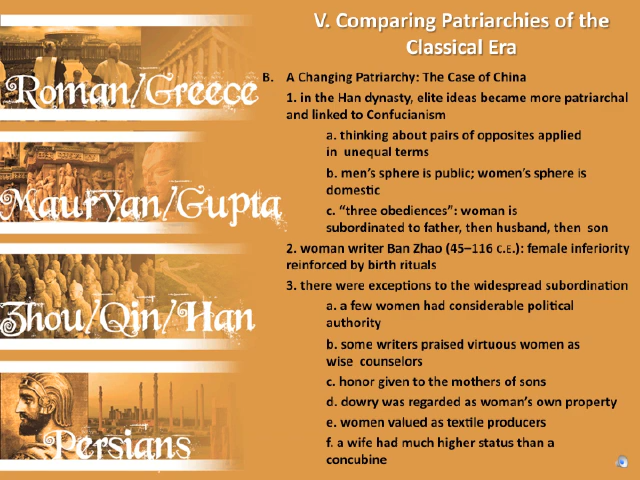 V. Comparing Patriarchies of the
Classical Era
Roman/Greece
Mauryan/Gupta
Zhou/Qin/Han
Persians
B. A Changing Patriarchy: The Case of China
1. in the Han dynasty, elite ideas became more patriarchal
and linked to Confucianism
a. thinking about pairs of opposites applied
in unequal terms
b. men's sphere is public; women's sphere is
domestic
c. “three obediences”: woman is
subordinated to father, then husband, then son
2. woman writer Ban Zhao (45–116 C.E.): female inferiority
reinforced by birth rituals
3. there were exceptions to the widespread subordination
a. a few women had considerable political
authority
b. some writers praised virtuous women as
wise counselors
c. honor given to the mothers of sons
d. dowry was regarded as woman's own property
e. women valued as textile producers
f. a wife had much higher status than a
concubine